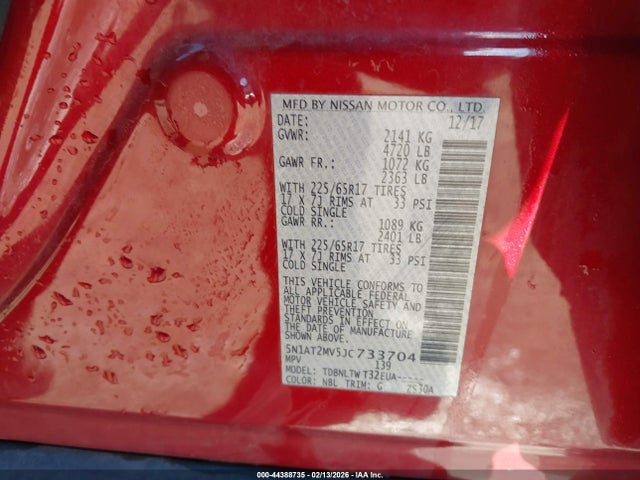 MFD BY NISSAN MOTOR CO., LTD.
DATE: 12/17
GVWR: 2141 KG
4720 LB
GAWR FR.: 1072 KG
2363 LB
WITH 225/65R17 TIRES
17 X 7J RIMS AT 33 PSI
COLD SINGLE
GAWR RR.: 1089 KG
2401 LB
WITH 225/65R17 TIRES
17 X 7J RIMS AT 33 PSI
COLD SINGLE
THIS VEHICLE CONFORMS TO
ALL APPLICABLE FEDERAL
MOTOR VEHICLE SAFETY AND
THEFT PREVENTION
STANDARDS IN EFFECT ON
THE DATE OF MANUFACTURE
SHOWN ABOVE.
5N1AT2MV5JC733704
MPV 139
MODEL: TDBNLTW T32EUA-----
COLOR: NBL TRIM: G 2530A
000-44388735 - 02/13/2026 - IAA Inc.